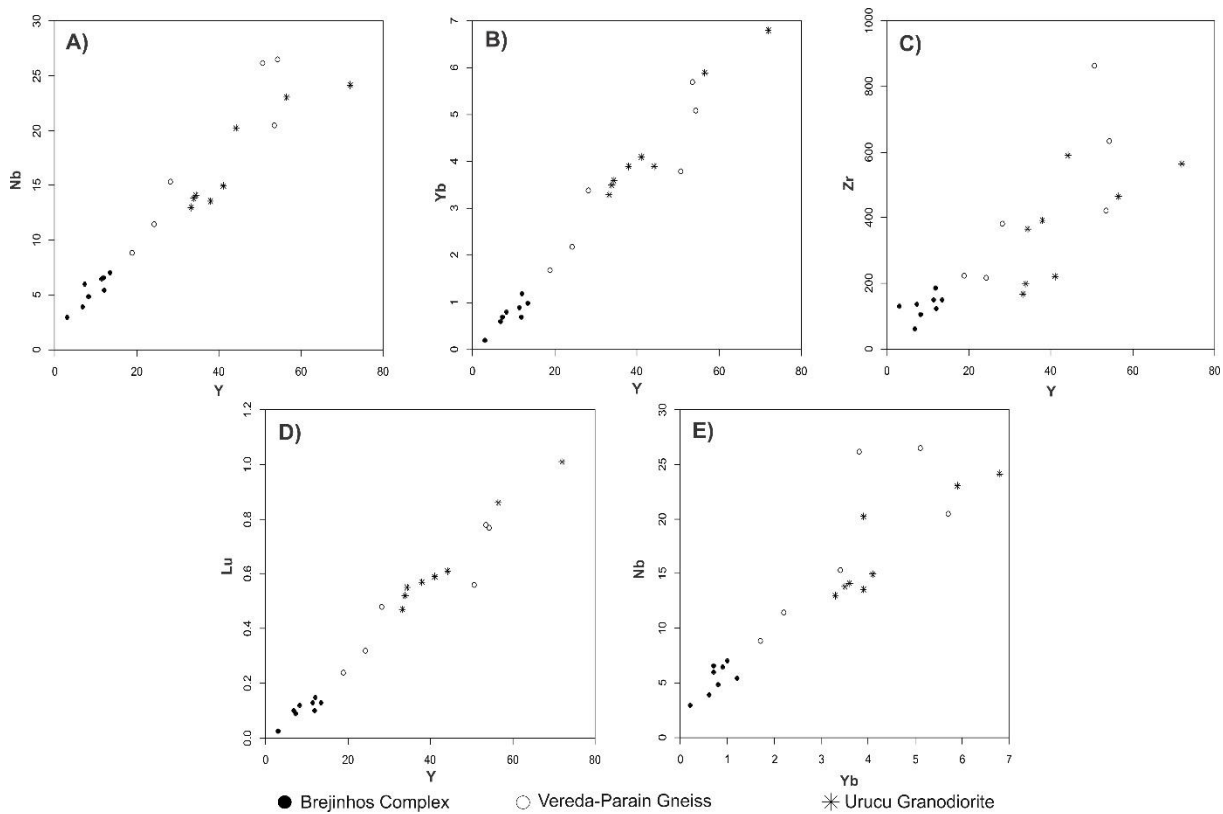 A)
30
25
20
15
10
5
0
Nb
0 20 40 60 80
Y
B)
7
6
5
4
3
2
1
0
Yb
0 20 40 60 80
Y
C)
1000
800
600
400
200
0
Zr
0 20 40 60 80
Y
D)
1.2
1.0
0.8
0.6
0.4
0.2
0.0
Lu
0 20 40 60 80
Y
E)
30
25
20
15
10
5
0
Nb
0 1 2 3 4 5 6 7
Yb
Brejinhos Complex Vereda-Parain Gneiss Urucu Granodiorite